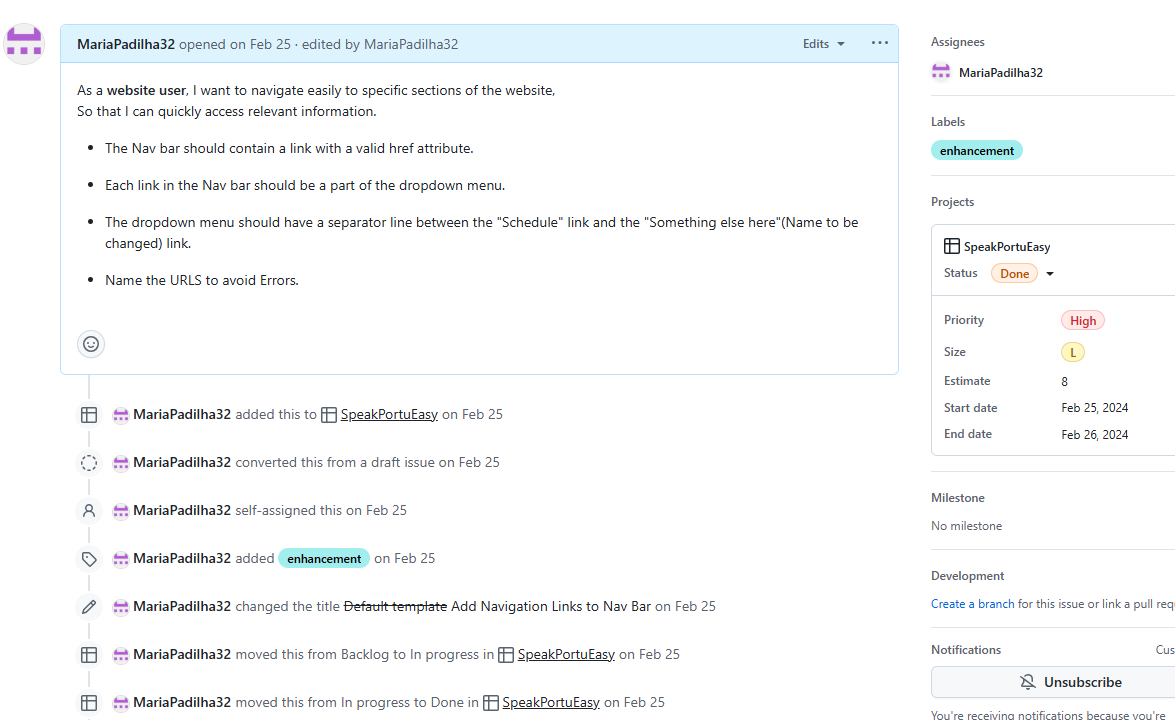 MariaPadilha32 opened on Feb 25 · edited by MariaPadilha32
Edits
As a website user, I want to navigate easily to specific sections of the website,
So that I can quickly access relevant information.
• The Nav bar should contain a link with a valid href attribute.
• Each link in the Nav bar should be a part of the dropdown menu.
• The dropdown menu should have a separator line between the "Schedule" link and the "Something else here"(Name to be
changed) link.
• Name the URLS to avoid Errors.
MariaPadilha32 added this to SpeakPortuEasy on Feb 25
MariaPadilha32 converted this from a draft issue on Feb 25
MariaPadilha32 self-assigned this on Feb 25
MariaPadilha32 added enhancement on Feb 25
MariaPadilha32 changed the title Default template Add Navigation Links to Nav Bar on Feb 25
MariaPadilha32 moved this from Backlog to In progress in SpeakPortuEasy on Feb 25
MariaPadilha32 moved this from In progress to Done in SpeakPortuEasy on Feb 25
Assignees
MariaPadilha32
Labels
enhancement
Projects
SpeakPortuEasy
Status Done
Priority High
Size L
Estimate 8
Start date Feb 25, 2024
End date Feb 26, 2024
Milestone
No milestone
Development
Create a branch for this issue or link a pull req
Notifications Cus
Unsubscribe
You're receiving notifications because you're